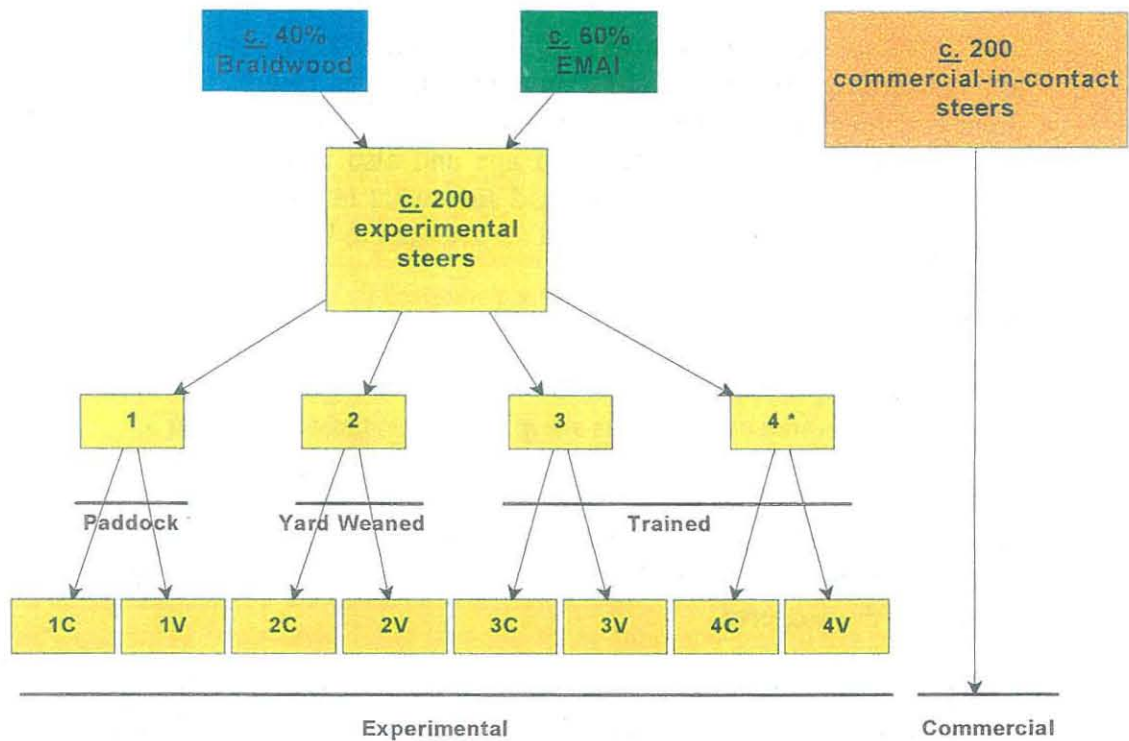 c. 40%
Braidwood
c. 60%
EMAI
c. 200
commercial-in-contact
steers
c. 200
experimental
steers
1
2
3
4 *
Paddock
Yard Weaned
Trained
1C
1V
2C
2V
3C
3V
4C
4V
Experimental
Commercial